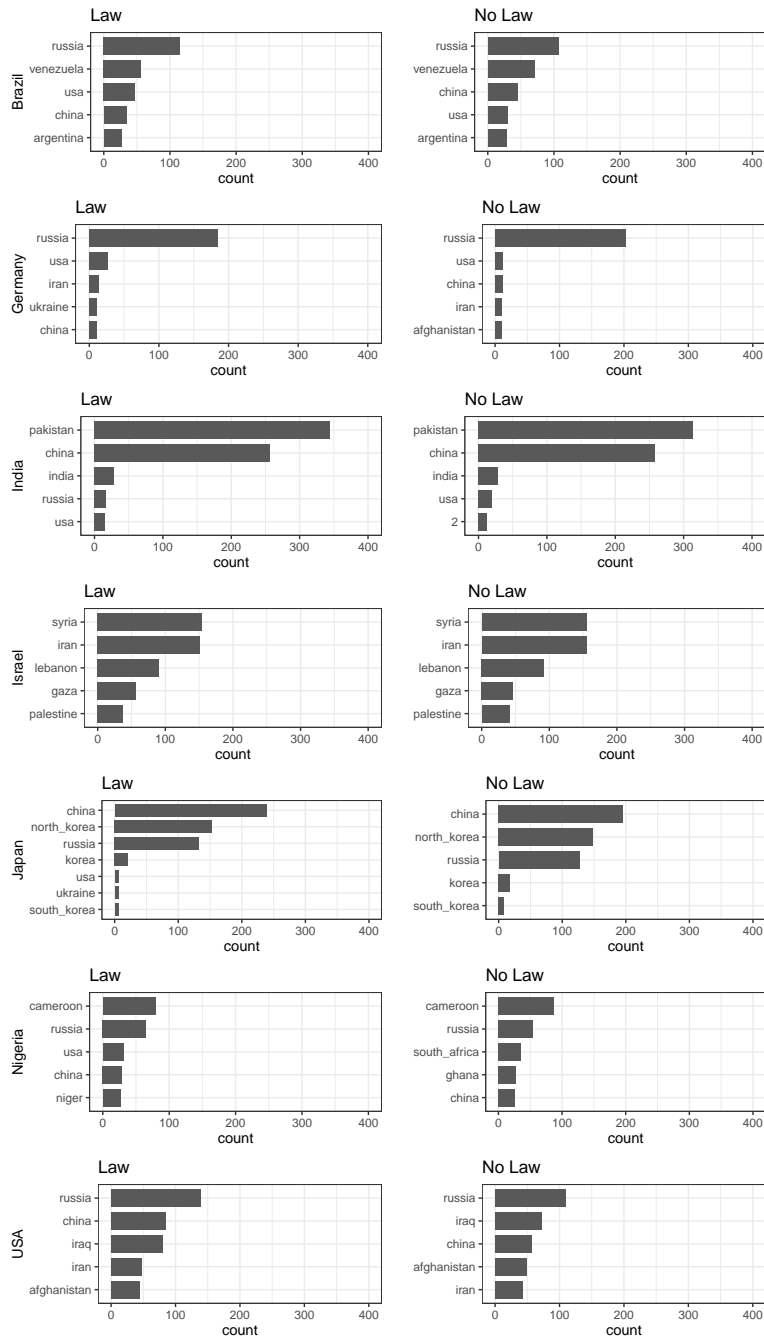 Law
No Law
Brazil
russia
venezuela
usa
china
argentina
0 100 200 300 400
count
russia
venezuela
china
usa
argentina
0 100 200 300 400
count
Law
No Law
Germany
russia
usa
iran
ukraine
china
0 100 200 300 400
count
russia
usa
china
iran
afghanistan
0 100 200 300 400
count
Law
No Law
India
pakistan
china
india
russia
usa
0 100 200 300 400
count
pakistan
china
india
usa
2
0 100 200 300 400
count
Law
No Law
Israel
syria
iran
lebanon
gaza
palestine
0 100 200 300 400
count
syria
iran
lebanon
gaza
palestine
0 100 200 300 400
count
Law
No Law
Japan
china
north_korea
russia
korea
usa
ukraine
south_korea
0 100 200 300 400
count
china
north_korea
russia
korea
south_korea
0 100 200 300 400
count
Law
No Law
Nigeria
cameroon
russia
usa
china
niger
0 100 200 300 400
count
cameroon
russia
south_africa
ghana
china
0 100 200 300 400
count
Law
No Law
USA
russia
china
iraq
iran
afghanistan
0 100 200 300 400
count
russia
iraq
china
afghanistan
iran
0 100 200 300 400
count